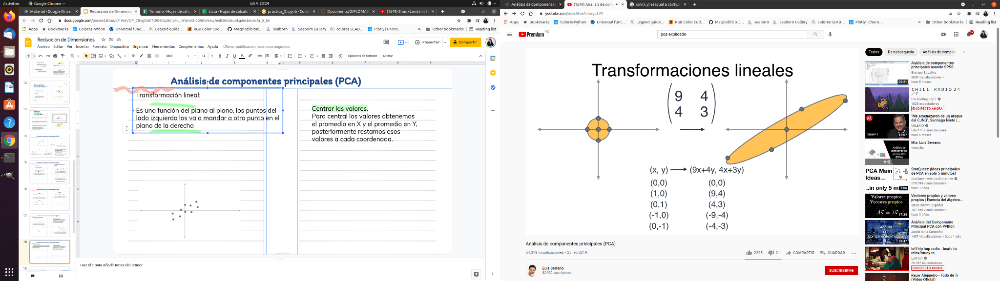 Activities
Google Chrome
Jun 4 23:24
Material - Google Drive
Reducción de Dimension
Temario - Hojas de cálcu
Lista - Hojas de cálculo
practica_2.ipynb - Colab
Documents/DIPLOMAD
(1549) ShuukLand mit L
docs.google.com/presentation/d/1WeVQP_7BvgO6K7t904XLy8s1yHu_kFqHxtH009KW66w/edit#slide=id.gdecb6c6cfa_0_86
Apps
Bookmarks
ColoresPython
Universal func...
Legend guide...
RGB Color Cod...
Matplotlib tut...
seaborn
Seaborn Gallery
colores SEAB...
Plotly | Choro...
Other bookmarks
Reading list
Reducción de Dimensiones
Archivo Editar Ver Insertar Formato Diapositiva Organizar Herramientas Complementos Ayuda
Última modificación hace unos segundos
Presentar
Compartir
Muli
14
Opciones de formato
Animar
12
13
14
15
16
17
18
19
Análisis de componentes principales (PCA)
Transformación lineal:
Es una función del plano al plano, los puntos del
lado izquierdo los va a mandar a otro punto en el
plano de la derecha
Centrar los valores.
Para central los valores obtenemos
el promedio en X y el promedio en Y,
posteriormente restamos esos
valores a cada coordenada.
Haz clic para añadir notas del orador
Análisis de Componentes
(1549) Analisis de com
cov(x,y) es igual a cov(y,x
youtube.com/watch?v=AniiwysJ-2Y
Apps
Bookmarks
ColoresPython
Universal func...
Legend guide...
RGB Color Cod...
Matplotlib tut...
seaborn
Seaborn Gallery
colores SEAB...
Plotly | Choro...
Other bookmarks
Reading list
Premium MX
pca explicado
9+
Transformaciones lineales
9 4
4 3
(x, y) → (9x+4y, 4x+3y)
(0,0) (0,0)
(1,0) (9,4)
(0,1) (4,3)
(-1,0) (-9,-4)
(0,-1) (-4,-3)
Analisis de componentes principales (PCA)
54.319 visualizaciones • 25 feb 2019
2225
21
COMPARTIR
GUARDAR
Luis Serrano
82.900 suscriptores
SUSCRIBIRME
Todos
De tu búsqueda
Análisis de compon
20:21
Análisis de componentes
principales usando SPSS
Giovany Babativa
3695 visualizaciones •
hace 5 meses
CHILL RADIO 24
/7
the bootleg boy 2
1823 espectadores
EN DIRECTO AHORA
13:07
"Me amenazaron de un ataque
del CJNG", Santiago Nieto |...
MILENIO
646.171 visualizaciones •
hace 6 meses
Análisis de
componentes
principales
(PCA)
Mix: Luis Serrano
YouTube
PCA Main
Ideas...
..in only 5 m
6:05
StatQuest: ¡Ideas principales
de PCA en solo 5 minutos!
StatQuest with Josh Starmer
570.299 visualizaciones •
hace 3 años
Valores propios
Vectores propios
Av = λv
17:34
Vectores propios y valores
propios | Esencia del álgebra...
3Blue1Brown Español
107.165 visualizaciones •
hace 3 años
Python
Análisis
del
Componente Principal
PCA
38:47
Análisis del Componente
Principal PCA con Python
Jacob Avila Camacho
1437 visualizaciones • hace 1 año
lofi hip hop radio - beats to
relax/study to
Lofi Girl
20.362 espectadores
EN DIRECTO AHORA
Rauw Alejandro - Todo de Ti
(Video Oficial)